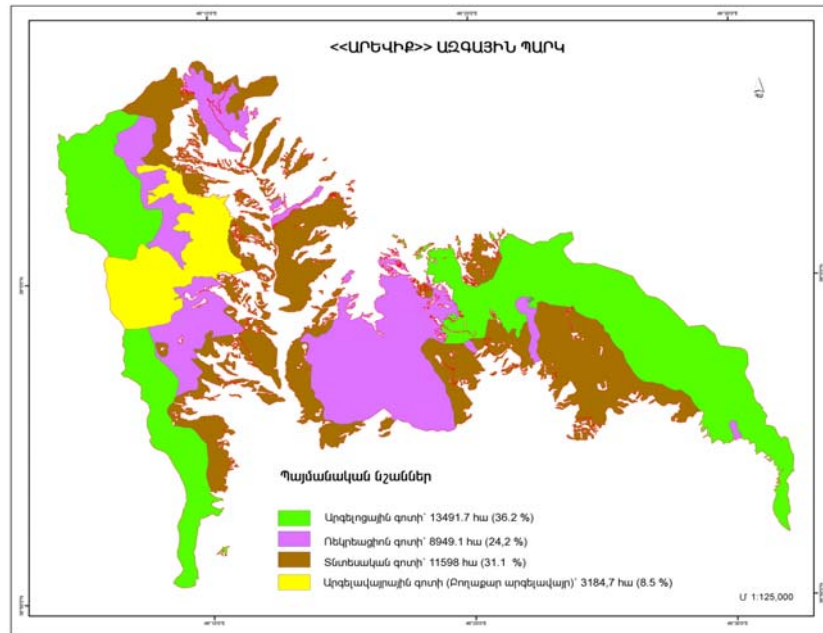 <<ԱՐԵՎԻՔ>> ԱԶԳԱՅԻՆ ՊԱՐԿ
Պայմանական նշաններ
Արգելոցային գոտի՝ 13491.7 հա (36.2 %)
Ռեկրեացիոն գոտի՝ 8949.1 հա (24,2 %)
Տնտեսական գոտի՝ 11598 հա (31.1 %)
Արգելավայրային գոտի (Բողաքար արգելավայր)՝ 3184,7 հա (8.5 %)
Մ 1:125,000